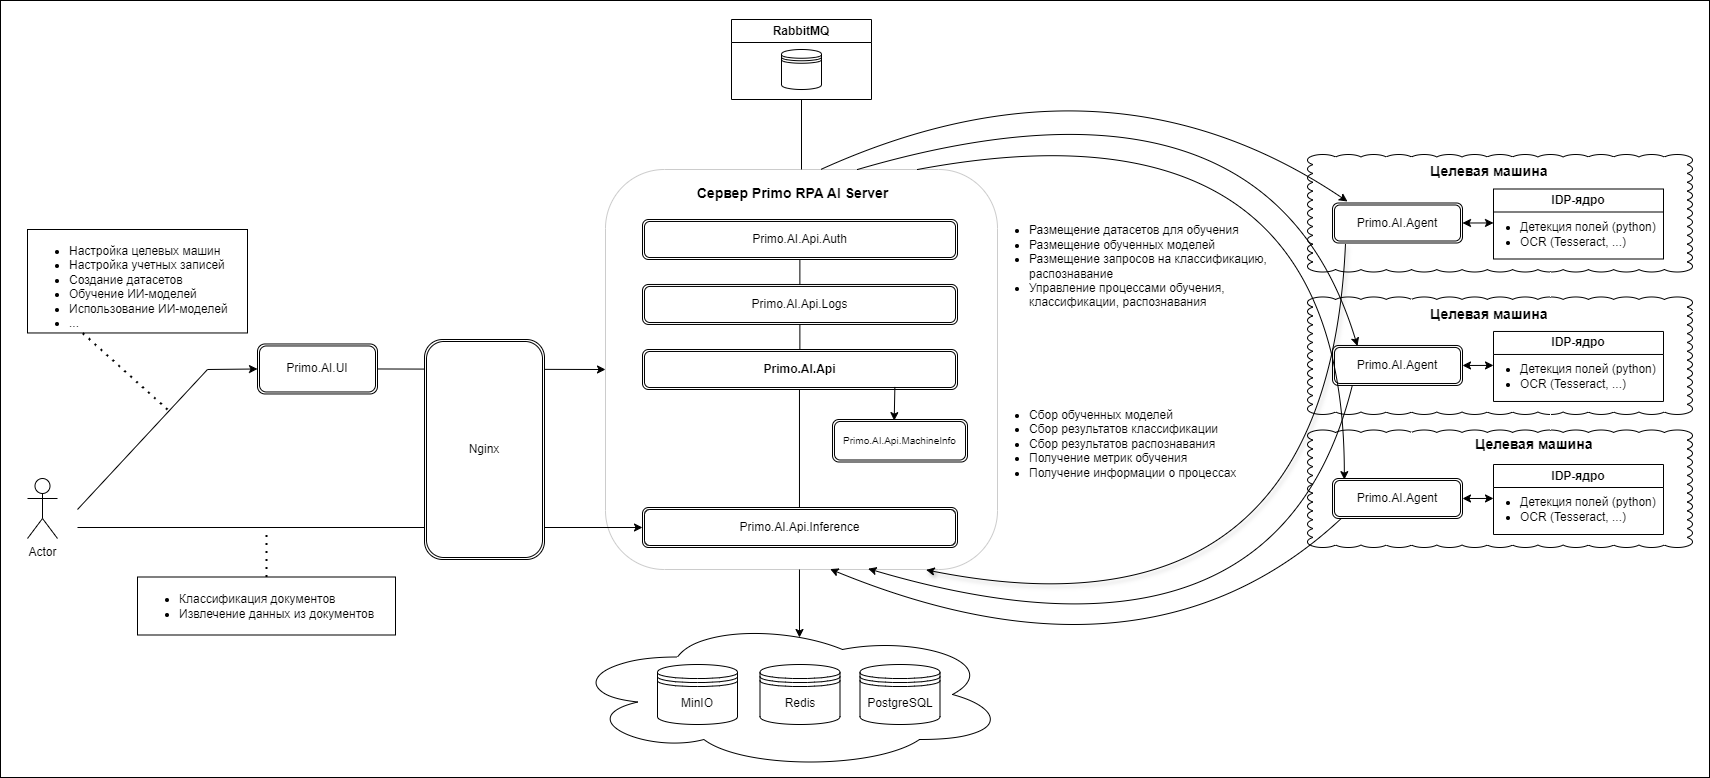 RabbitMQ
Сервер Primo RPA AI Server
Primo.AI.Api.Auth
Primo.AI.Api.Logs
Primo.AI.Api
Primo.AI.Api.MachineInfo
Primo.AI.Api.Inference
Настройка целевых машин
Настройка учетных записей
Создание датасетов
Обучение ИИ-моделей
Использование ИИ-моделей
...
Primo.AI.UI
Nginx
Actor
Классификация документов
Извлечение данных из документов
Размещение датасетов для обучения
Размещение обученных моделей
Размещение запросов на классификацию,
распознавание
Управление процессами обучения,
классификации, распознавания
Сбор обученных моделей
Сбор результатов классификации
Сбор результатов распознавания
Получение метрик обучения
Получение информации о процессах
Целевая машина
Primo.AI.Agent
IDP-ядро
Детекция полей (python)
OCR (Tesseract, ...)
Целевая машина
Primo.AI.Agent
IDP-ядро
Детекция полей (python)
OCR (Tesseract, ...)
Целевая машина
Primo.AI.Agent
IDP-ядро
Детекция полей (python)
OCR (Tesseract, ...)
MinIO
Redis
PostgreSQL